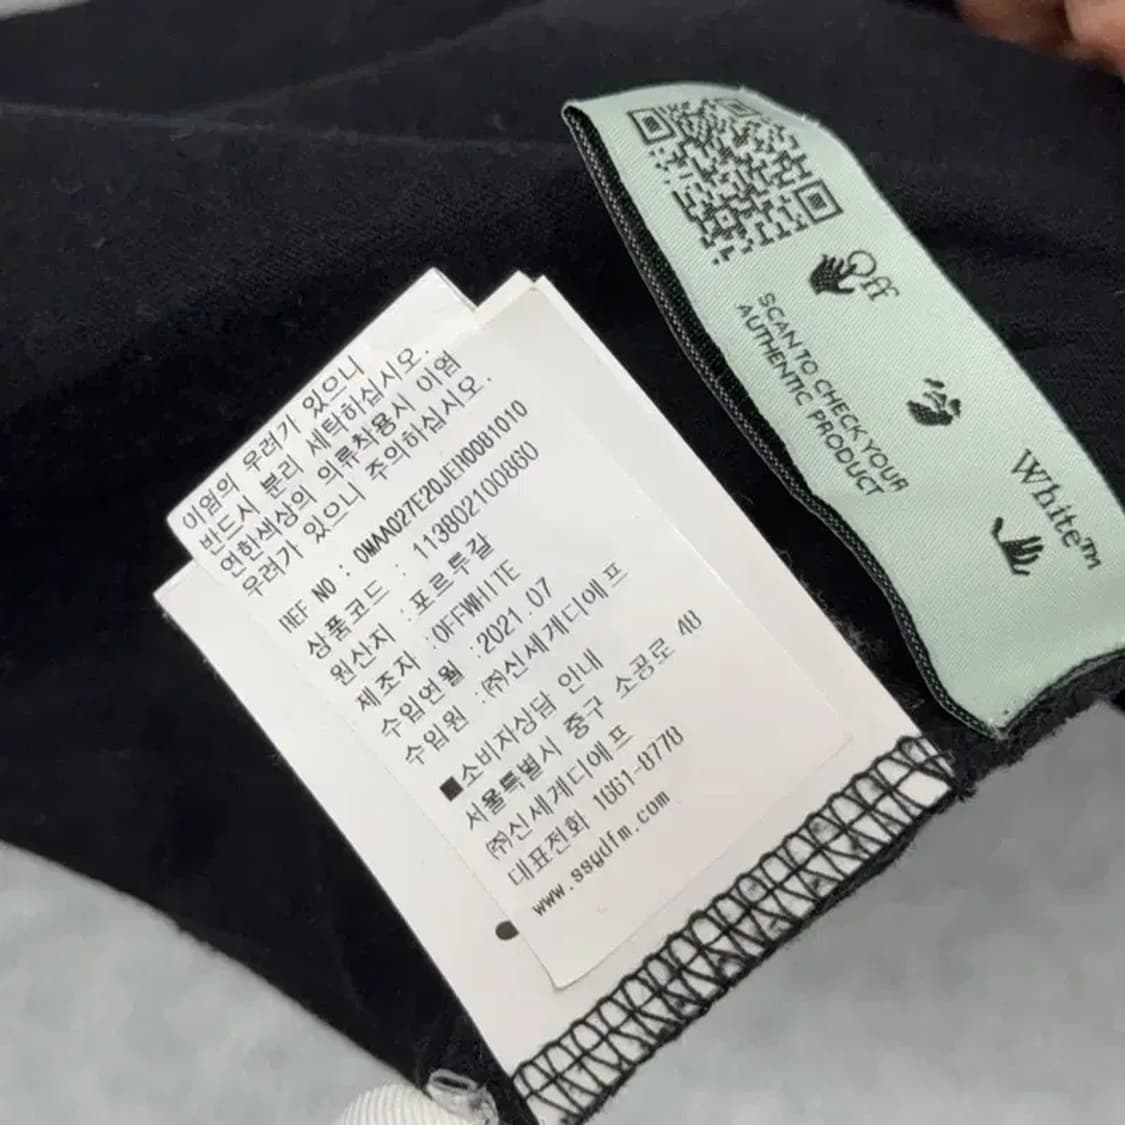 이염의 우려가 있으니
반드시 분리 세탁하십시오.
연한색상의 의류착용시 이염
우려가 있으니 주의하십시오.
REF NO : OMAA027E20JER0081010
상품코드 : 113802100860
원산지 : 포르투갈
제조자 :OFFWHITE
수입연월 :2021.07
수입원 :㈜신세계디에프
■소비자상담 안내
서울특별시 중구 소공로 48
㈜신세계디에프
대표전화 1661-8778
www.ssgdfm.com
Off
White™
SCAN TO CHECK YOUR
AUTHENTIC PRODUCT